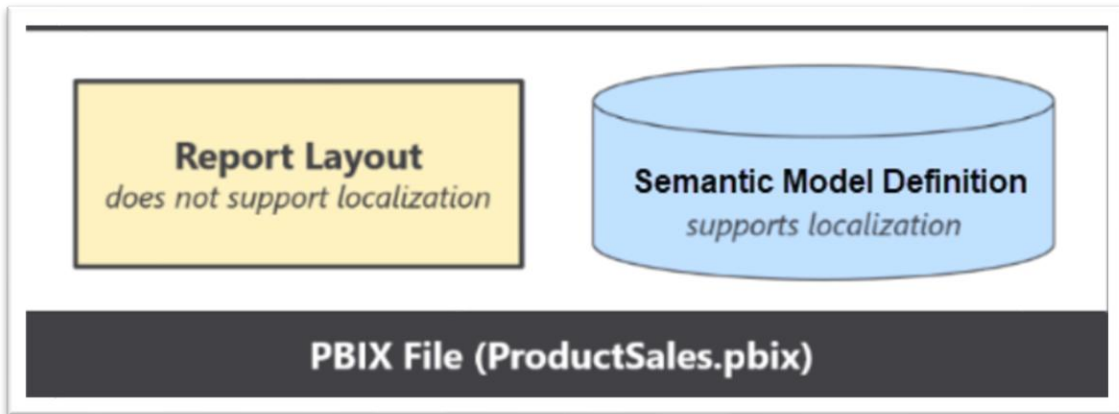 Report Layout
does not support localization
Semantic Model Definition
supports localization
PBIX File (ProductSales.pbix)